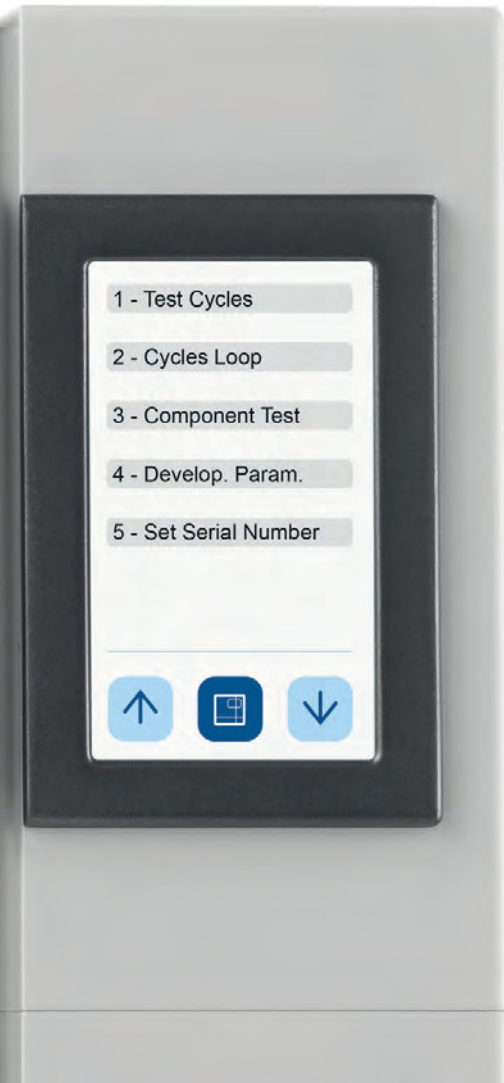 1 - Test Cycles
2 - Cycles Loop
3 - Component Test
4 - Develop. Param.
5 - Set Serial Number